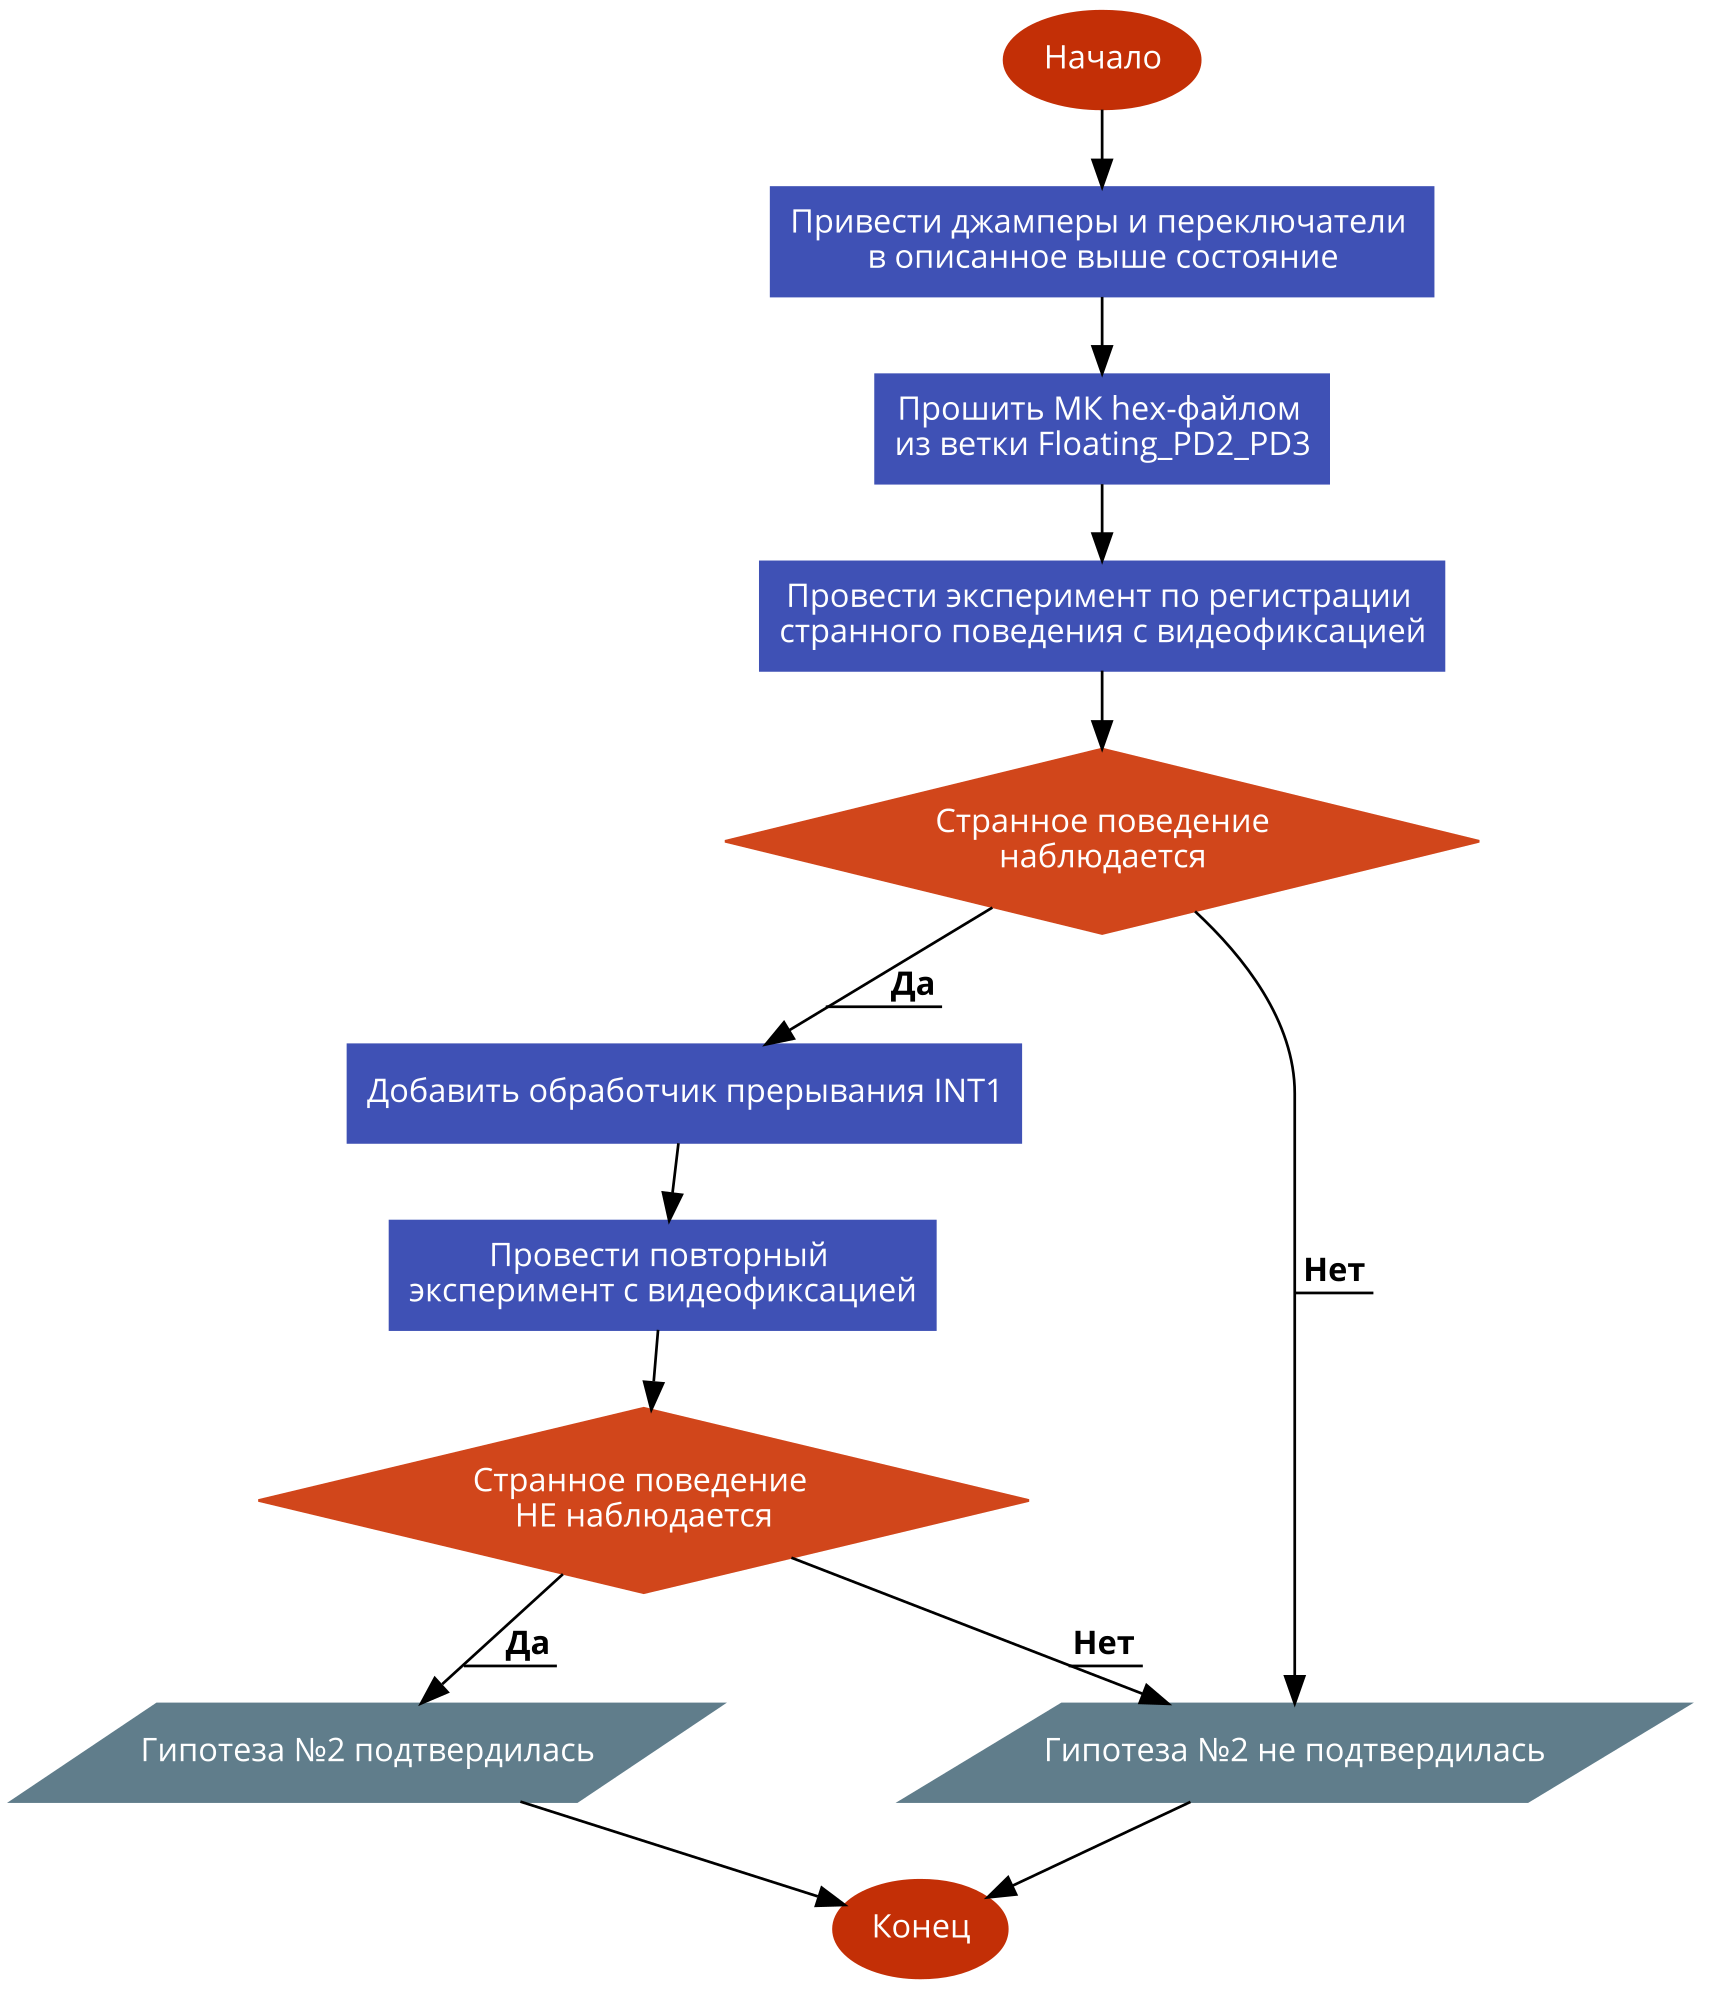 Начало
Привести джамперы и переключатели
в описанное выше состояние
Прошить МК hex-файлом
из ветки Floating_PD2_PD3
Провести эксперимент по регистрации
странного поведения с видеофиксацией
Странное поведение
наблюдается
Да
Добавить обработчик прерывания INT1
Провести повторный
эксперимент с видеофиксацией
Нет
Странное поведение
НЕ наблюдается
Да
Нет
Гипотеза №2 подтвердилась
Гипотеза №2 не подтвердилась
Конец